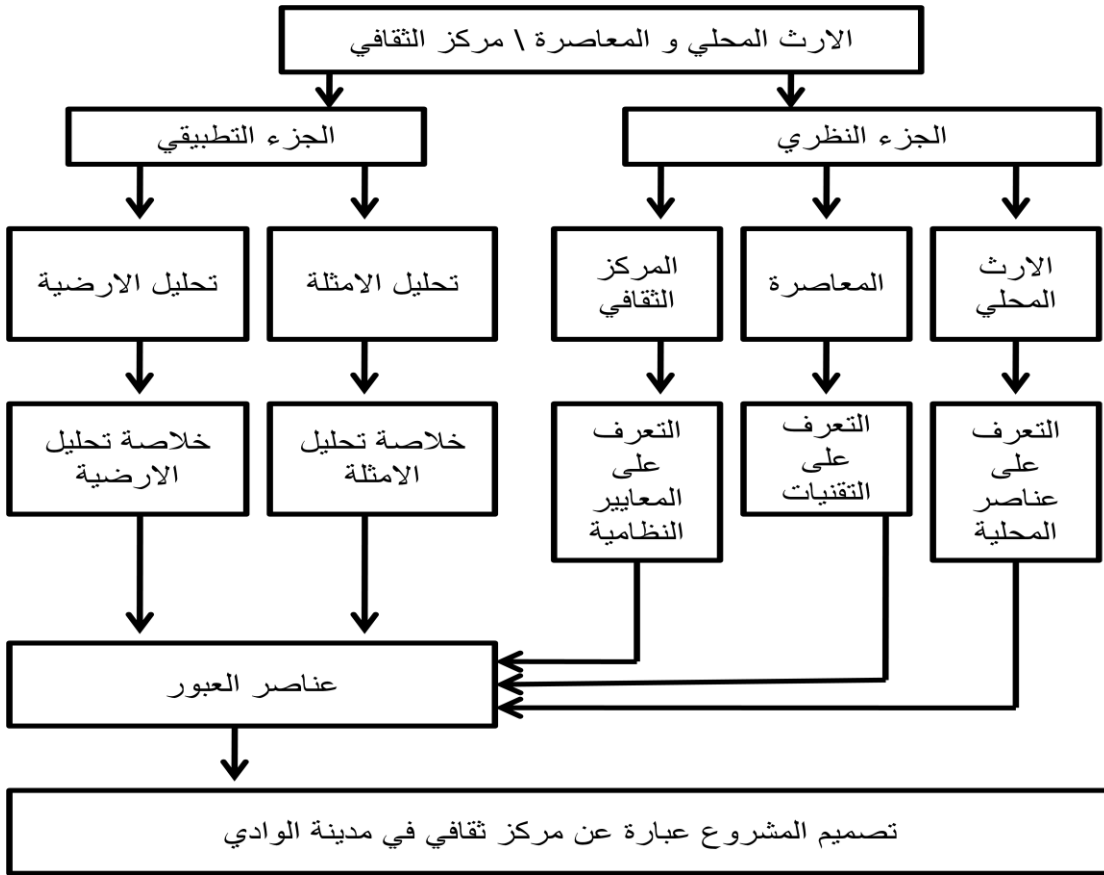 الارث المحلي و المعاصرة \ مركز الثقافي
الجزء النظري
الجزء التطبيقي
الارث
المحلي
المعاصرة
المركز
الثقافي
تحليل الامثلة
تحليل الارضية
التعرف
على
عناصر
المحلية
التعرف
على
التقنيات
التعرف
على
المعايير
النظامية
خلاصة تحليل
الامثلة
خلاصة تحليل
الارضية
عناصر العبور
تصميم المشروع عبارة عن مركز ثقافي في مدينة الوادي